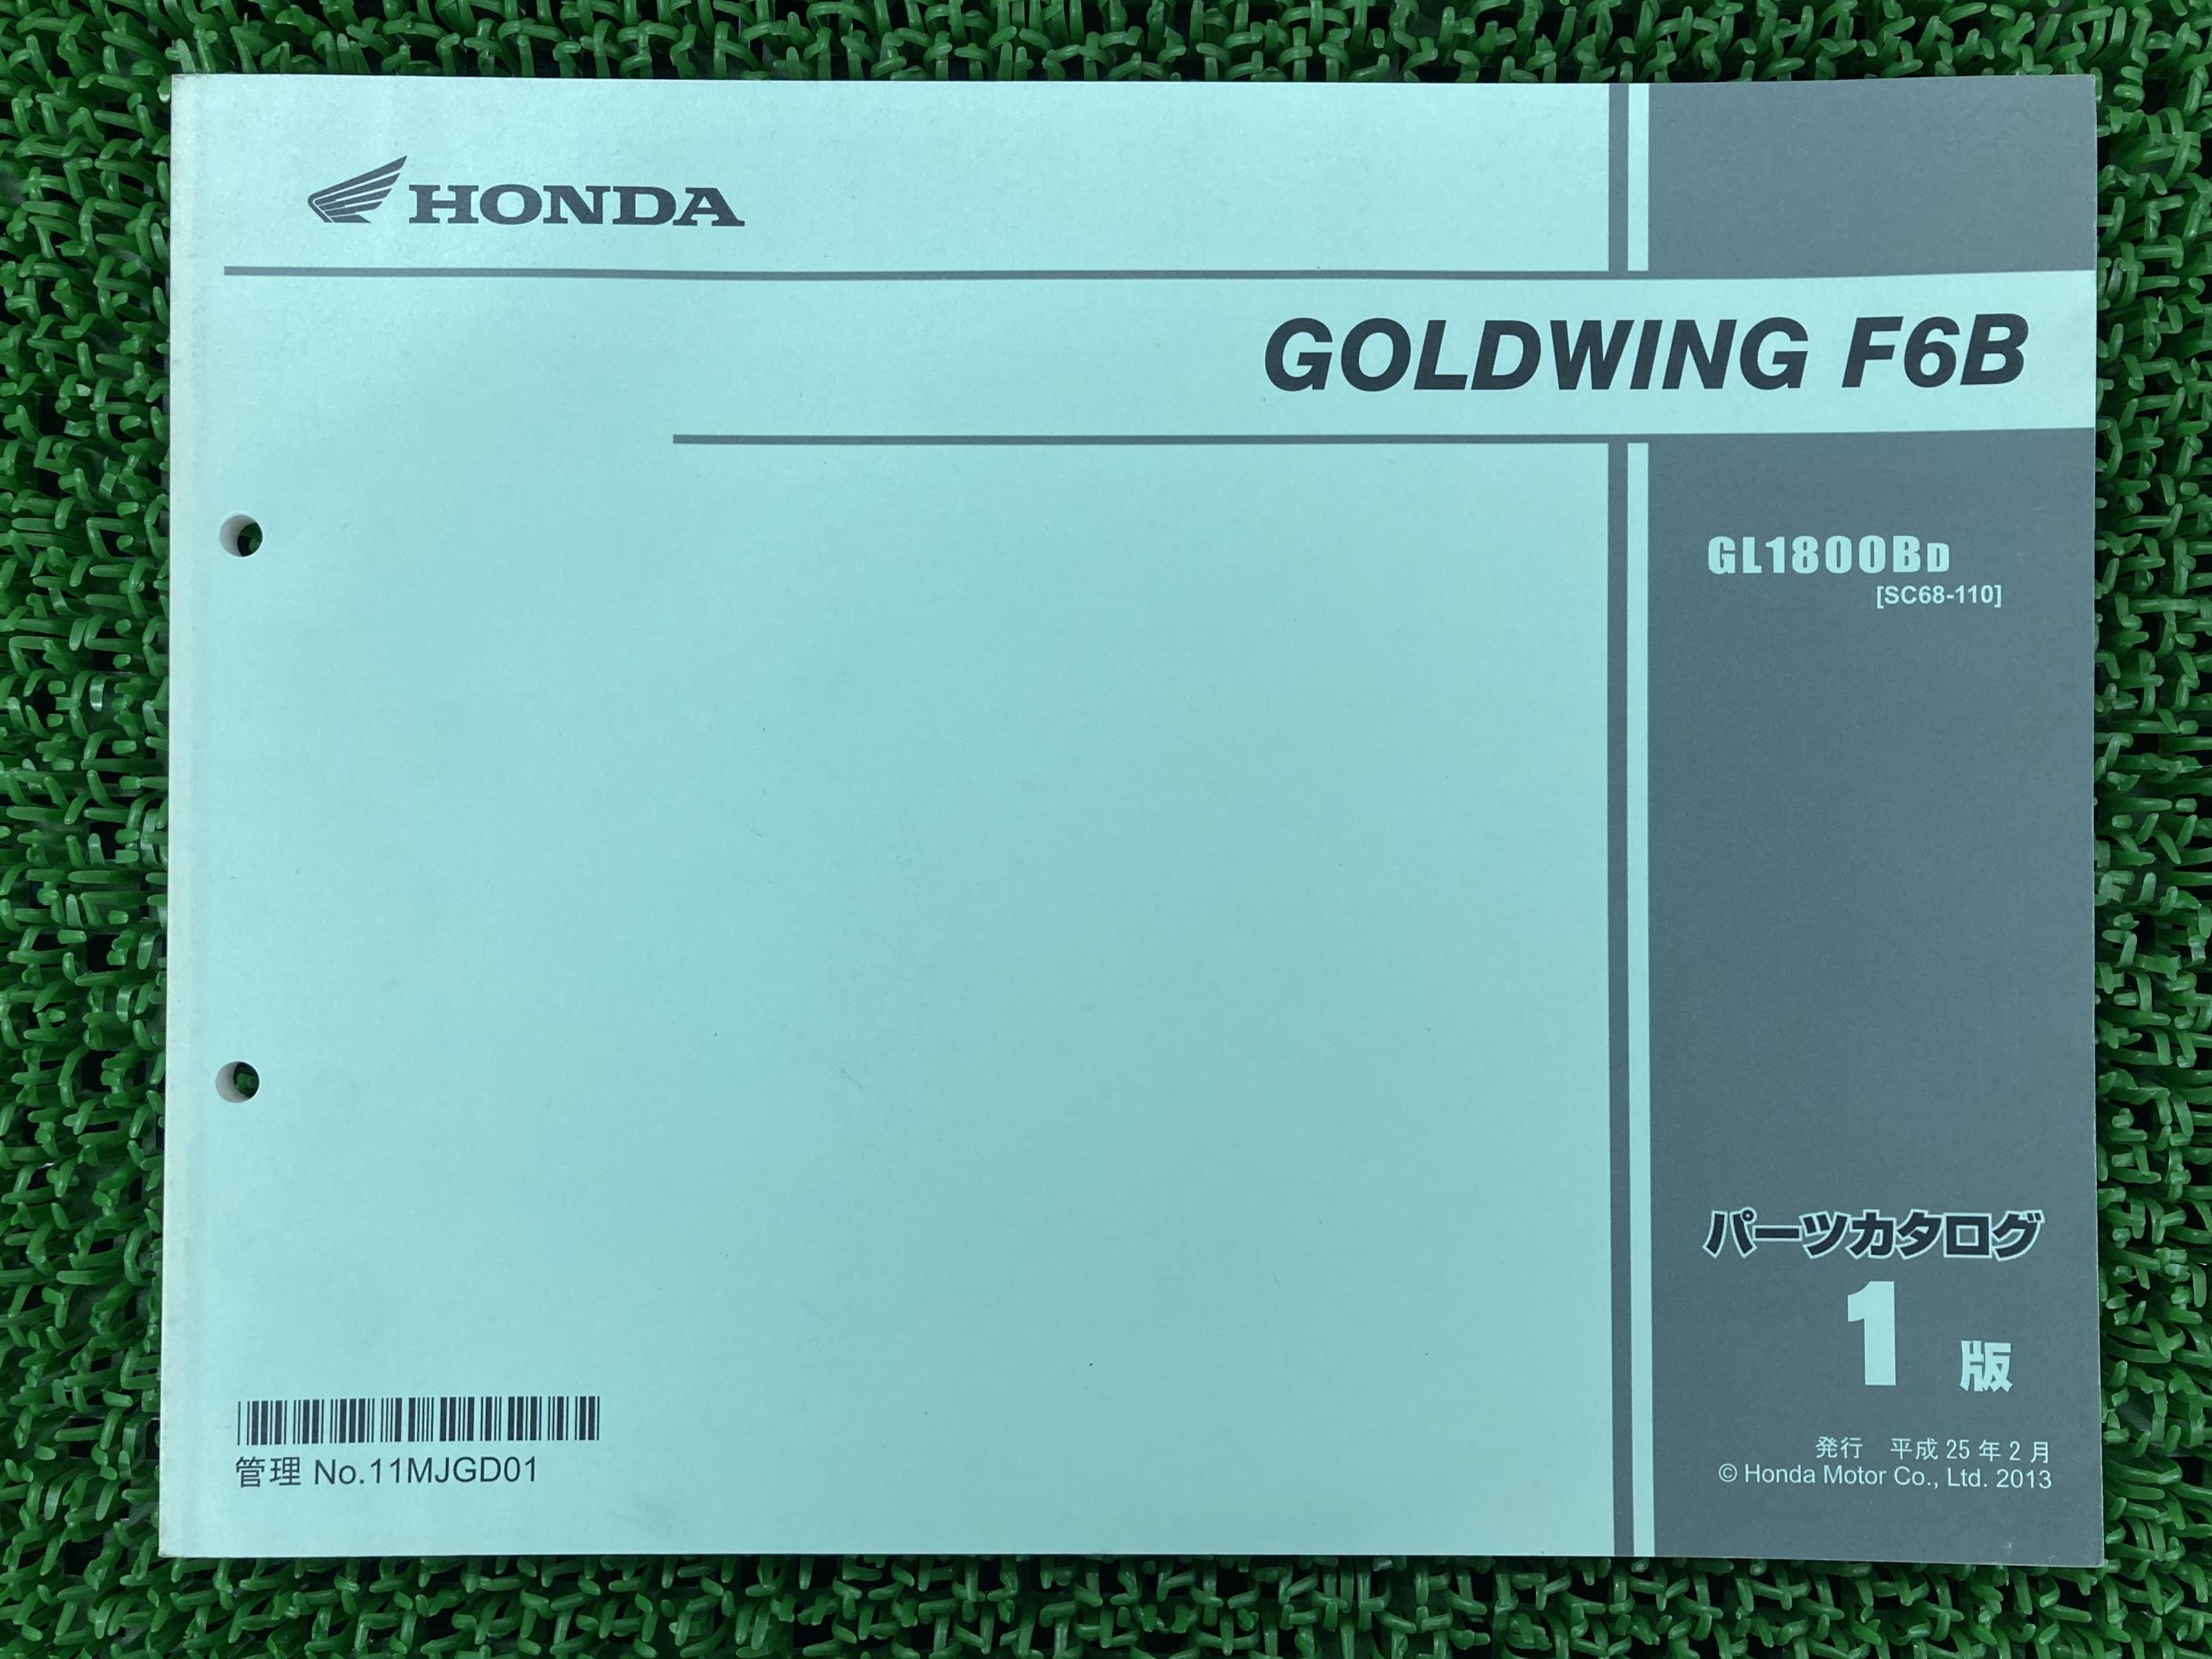 HONDA
GOLDWING F6B
GL1800BD
[SC68-110]
パーツカタログ
1 版
発行 平成 25 年 2 月
© Honda Motor Co., Ltd. 2013
管理 No.11MJGD01